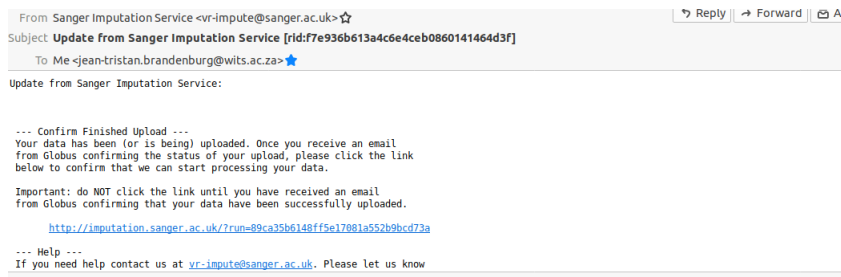 From Sanger Imputation Service <vr-impute@sanger.ac.uk>
Reply Forward A
Subject Update from Sanger Imputation Service [rid:f7e936b613a4c6e4ceb0860141464d3f]
To Me <jean-tristan.brandenburg@wits.ac.za>
Update from Sanger Imputation Service:
--- Confirm Finished Upload ---
Your data has been (or is being) uploaded. Once you receive an email
from Globus confirming the status of your upload, please click the link
below to confirm that we can start processing your data.
Important: do NOT click the link until you have received an email
from Globus confirming that your data have been successfully uploaded.
http://imputation.sanger.ac.uk/?run=89ca35b6148ff5e17081a552b9bcd73a
--- Help ---
If you need help contact us at vr-impute@sanger.ac.uk. Please let us know